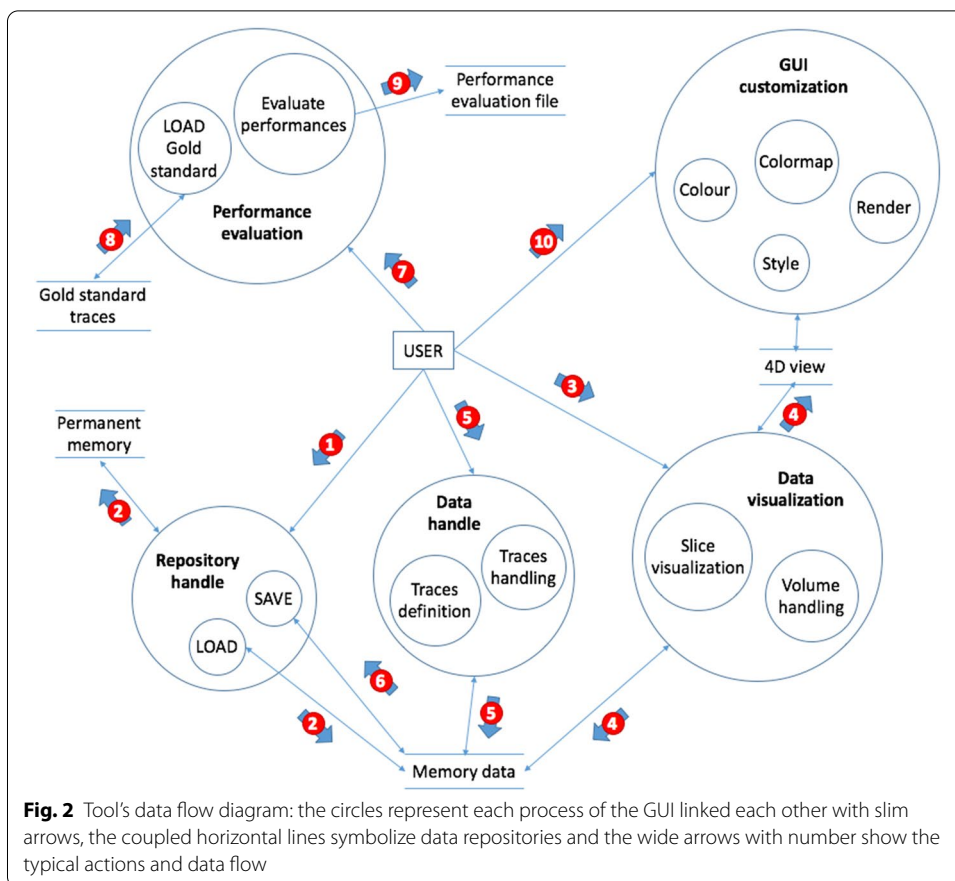 9
Performance
evaluation file
Evaluate
performances
LOAD
Gold
standard
Performance
evaluation
8
Gold standard
traces
7
GUI
customization
Colormap
Colour
Render
Style
10
USER
4D view
3
4
5
1
Permanent
memory
2
Repository
handle
SAVE
LOAD
Data
handle
Traces
handling
Traces
definition
Data
visualization
Slice
visualization
Volume
handling
6
2
5
4
Memory data
Fig. 2 Tool's data flow diagram: the circles represent each process of the GUI linked each other with slim
arrows, the coupled horizontal lines symbolize data repositories and the wide arrows with number show the
typical actions and data flow